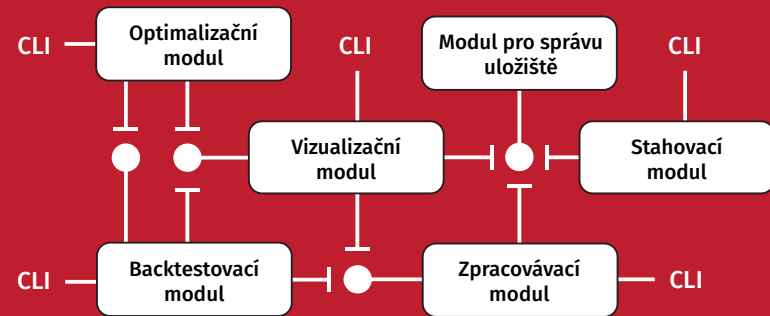 CLI
Optimalizační
modul
CLI
Modul pro správu
uložiště
CLI
Vizualizační
modul
Stahovací
modul
CLI
Backtestovací
modul
Zpracovávací
modul
CLI